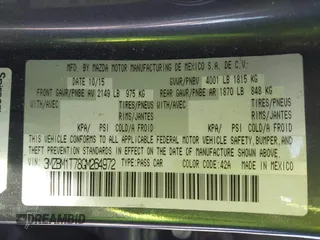 MFD. BY MAZDA MOTOR MANUFACTURING DE MEXICO S.A. DE C.V.
DATE 10/15 GVWR/PNBV 4001 LB 1815 KG
FRONT GAWR/PNBE AV 2149 LB 975 KG REAR GAWR/PNBE AR 1870 LB 848 KG
WITH/AVEC TIRES/PNEUS WITH/AVEC TIRES/PNEUS
RIMS/JANTES RIMS/JANTES
KPA/ PSI COLD/A FROID KPA/ PSI COLD/A FROID
THIS VEHICLE CONFORMS TO ALL APPLICABLE FEDERAL MOTOR VEHICLE SAFETY, BUMPER, AND
THEFT PREVENTION STANDARDS IN EFFECT ON THE DATE OF MANUFACTURE SHOWN ABOVE.
VIN: 3MZBM1T78GM264972 COLOR CODE:42A
TYPE:PASS CAR MADE IN MEXICO
DREAMBID